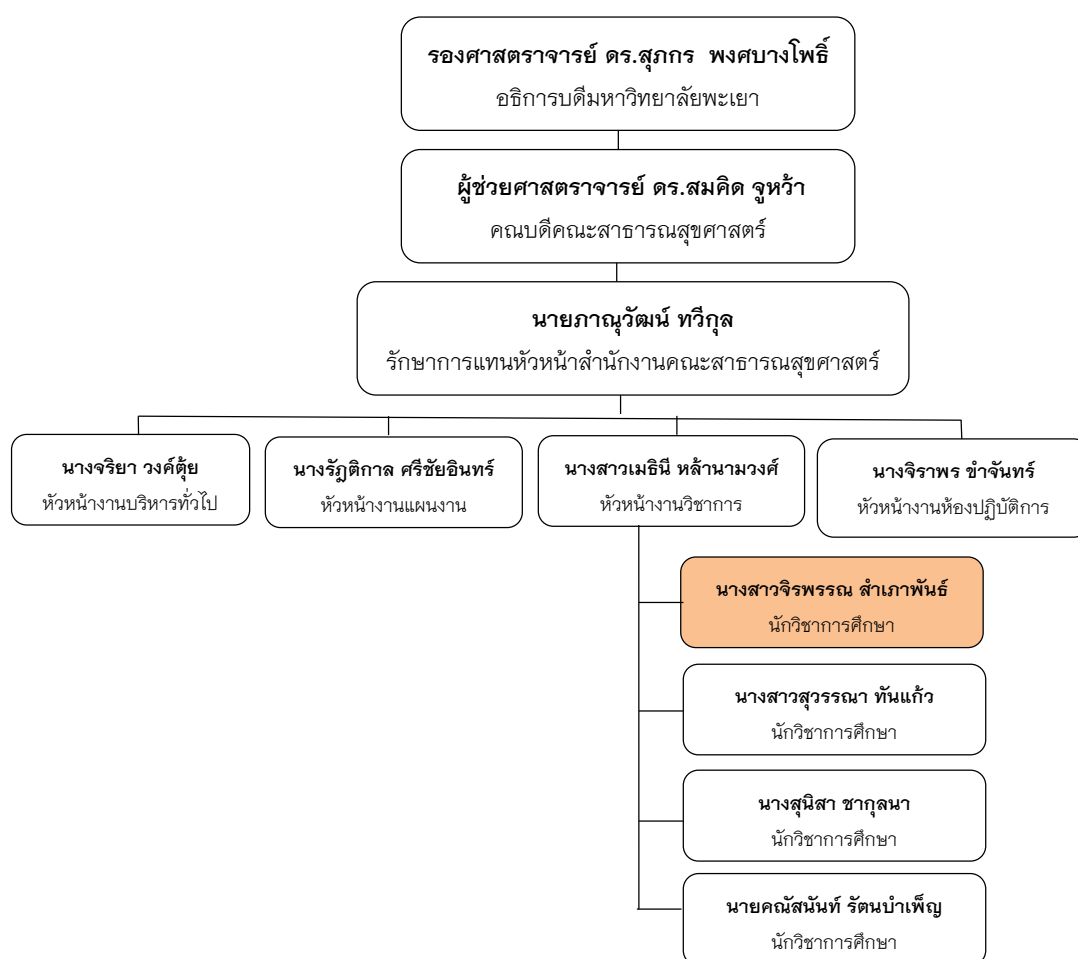 รองศาสตราจารย์ ดร.สุภกร พงศบางโพธิ์
อธิการบดีมหาวิทยาลัยพะเยา
ผู้ช่วยศาสตราจารย์ ดร.สมคิด จูหว้า
คณบดีคณะสาธารณสุขศาสตร์
นายภาณุวัฒน์ ทวีกุล
รักษาการแทนหัวหน้าสำนักงานคณะสาธารณสุขศาสตร์
นางจริยา วงค์ตุ้ย
หัวหน้างานบริหารทั่วไป
นางรัฎติกาล ศรีชัยอินทร์
หัวหน้างานแผนงาน
นางสาวเมธินี หล้านามวงศ์
หัวหน้างานวิชาการ
นางจิราพร ขำจันทร์
หัวหน้างานห้องปฏิบัติการ
นางสาวจิรพรรณ สำเภาพันธ์
นักวิชาการศึกษา
นางสาวสุวรรณา ทันแก้ว
นักวิชาการศึกษา
นางสุนิสา ชากุลนา
นักวิชาการศึกษา
นายคณัสนันท์ รัตนบำเพ็ญ
นักวิชาการศึกษา